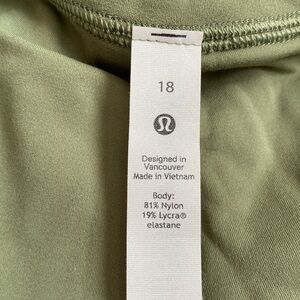 18
Designed in
Vancouver
Made in Vietnam
Body:
81% Nylon
19% Lycra®
elastane